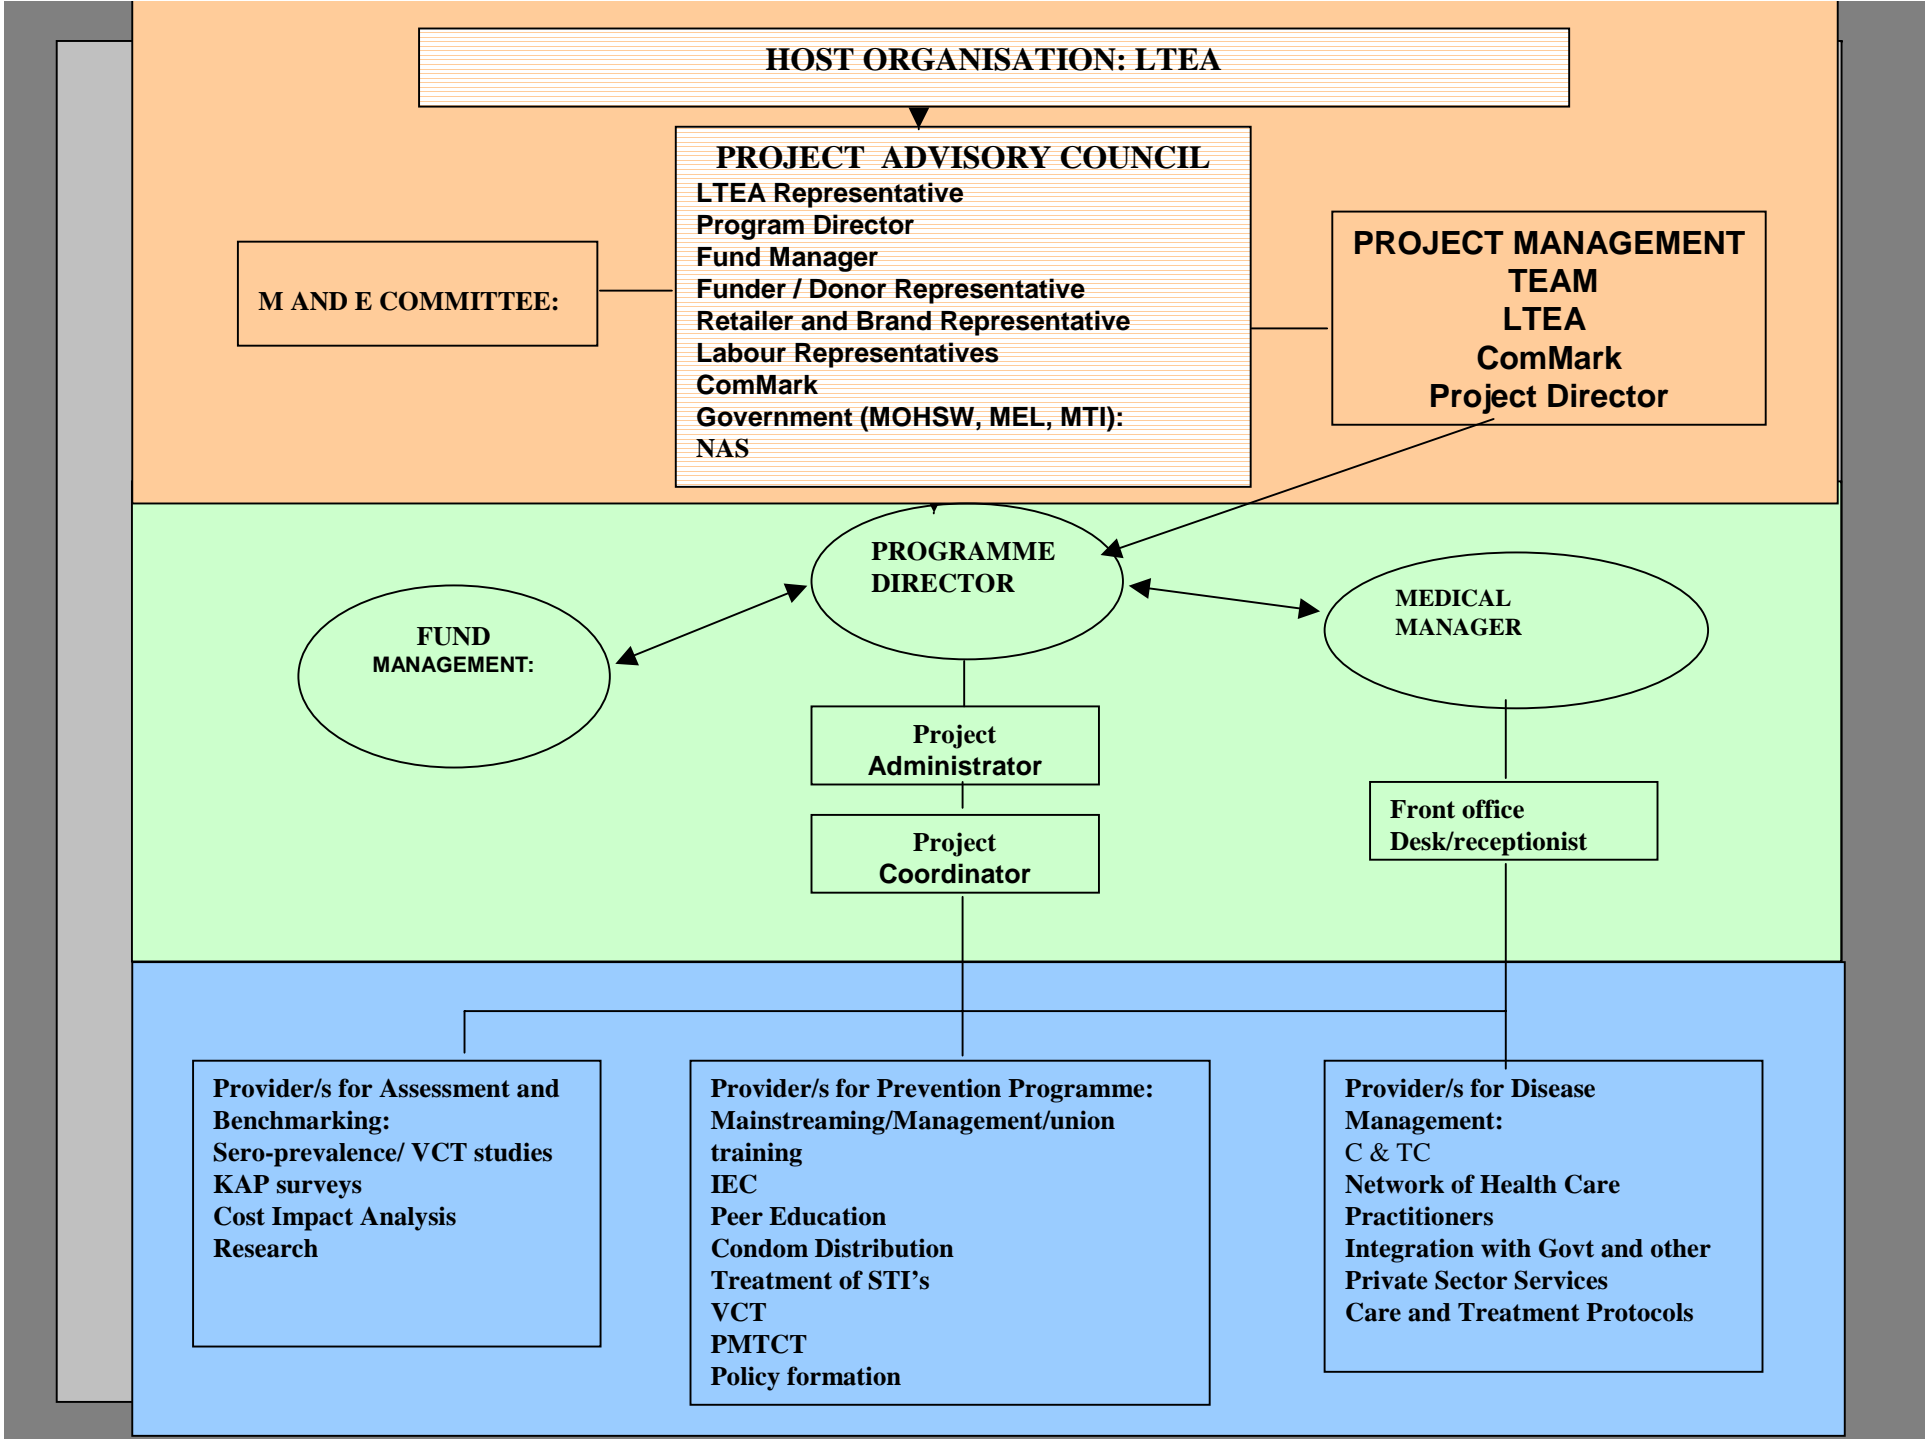 HOST ORGANISATION: LTEA
PROJECT ADVISORY COUNCIL
LTEA Representative
Program Director
Fund Manager
Funder / Donor Representative
Retailer and Brand Representative
Labour Representatives
ComMark
Government (MOHSW, MEL, MTI):
NAS
M AND E COMMITTEE:
PROJECT MANAGEMENT
TEAM
LTEA
ComMark
Project Director
PROGRAMME
DIRECTOR
FUND
MANAGEMENT:
MEDICAL
MANAGER
Project
Administrator
Project
Coordinator
Front office
Desk/receptionist
Provider/s for Assessment and
Benchmarking:
Sero-prevalence/ VCT studies
KAP surveys
Cost Impact Analysis
Research
Provider/s for Prevention Programme:
Mainstreaming/Management/union
training
IEC
Peer Education
Condom Distribution
Treatment of STI’s
VCT
PMTCT
Policy formation
Provider/s for Disease
Management:
C & TC
Network of Health Care
Practitioners
Integration with Govt and other
Private Sector Services
Care and Treatment Protocols